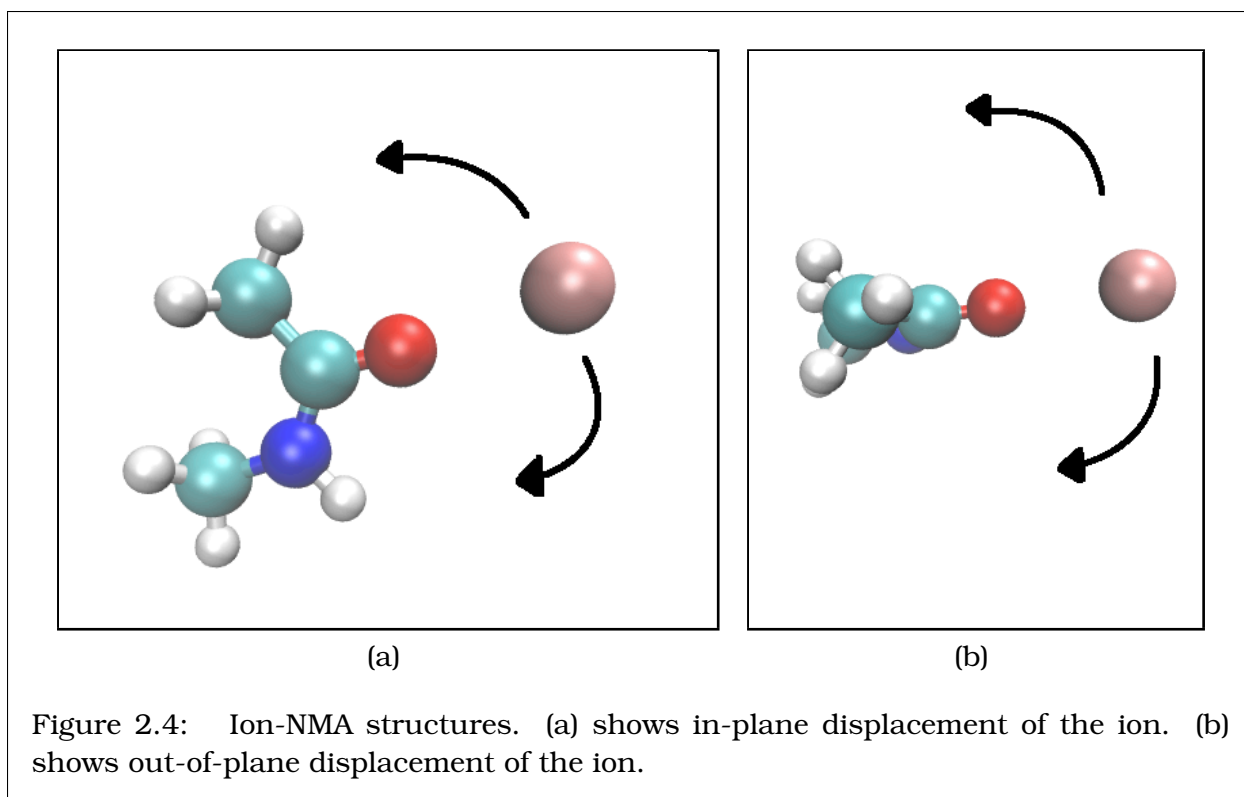 (a)
(b)
Figure 2.4: Ion-NMA structures. (a) shows in-plane displacement of the ion. (b)
shows out-of-plane displacement of the ion.